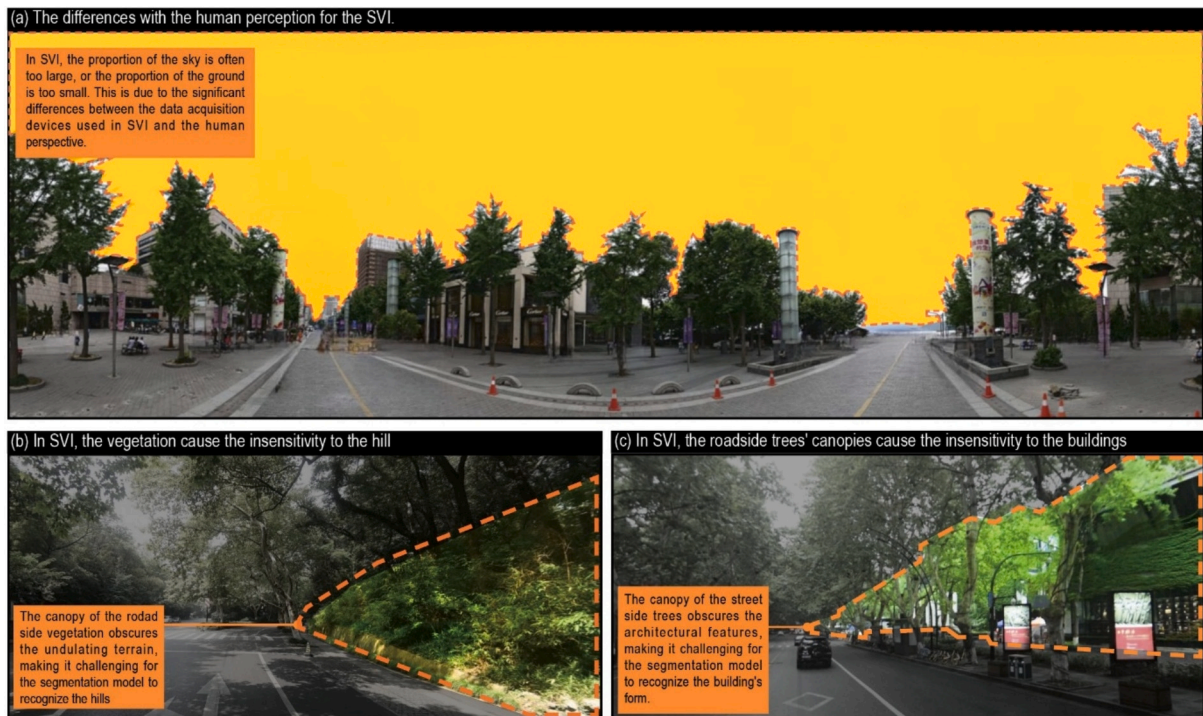 (a) The differences with the human perception for the SVI.
In SVI, the proportion of the sky is often
too large, or the proportion of the ground
is too small. This is due to the significant
differences between the data acquisition
devices used in SVI and the human
perspective.
(b) In SVI, the vegetation cause the insensitivity to the hill
The canopy of the rodad
side vegetation obscures
the undulating terrain,
making it challenging for
the segmentation model to
recognize the hills
(c) In SVI, the roadside trees' canopies cause the insensitivity to the buildings
The canopy of the street
side trees obscures the
architectural features,
making it challenging for
the segmentation model
to recognize the building's
form.